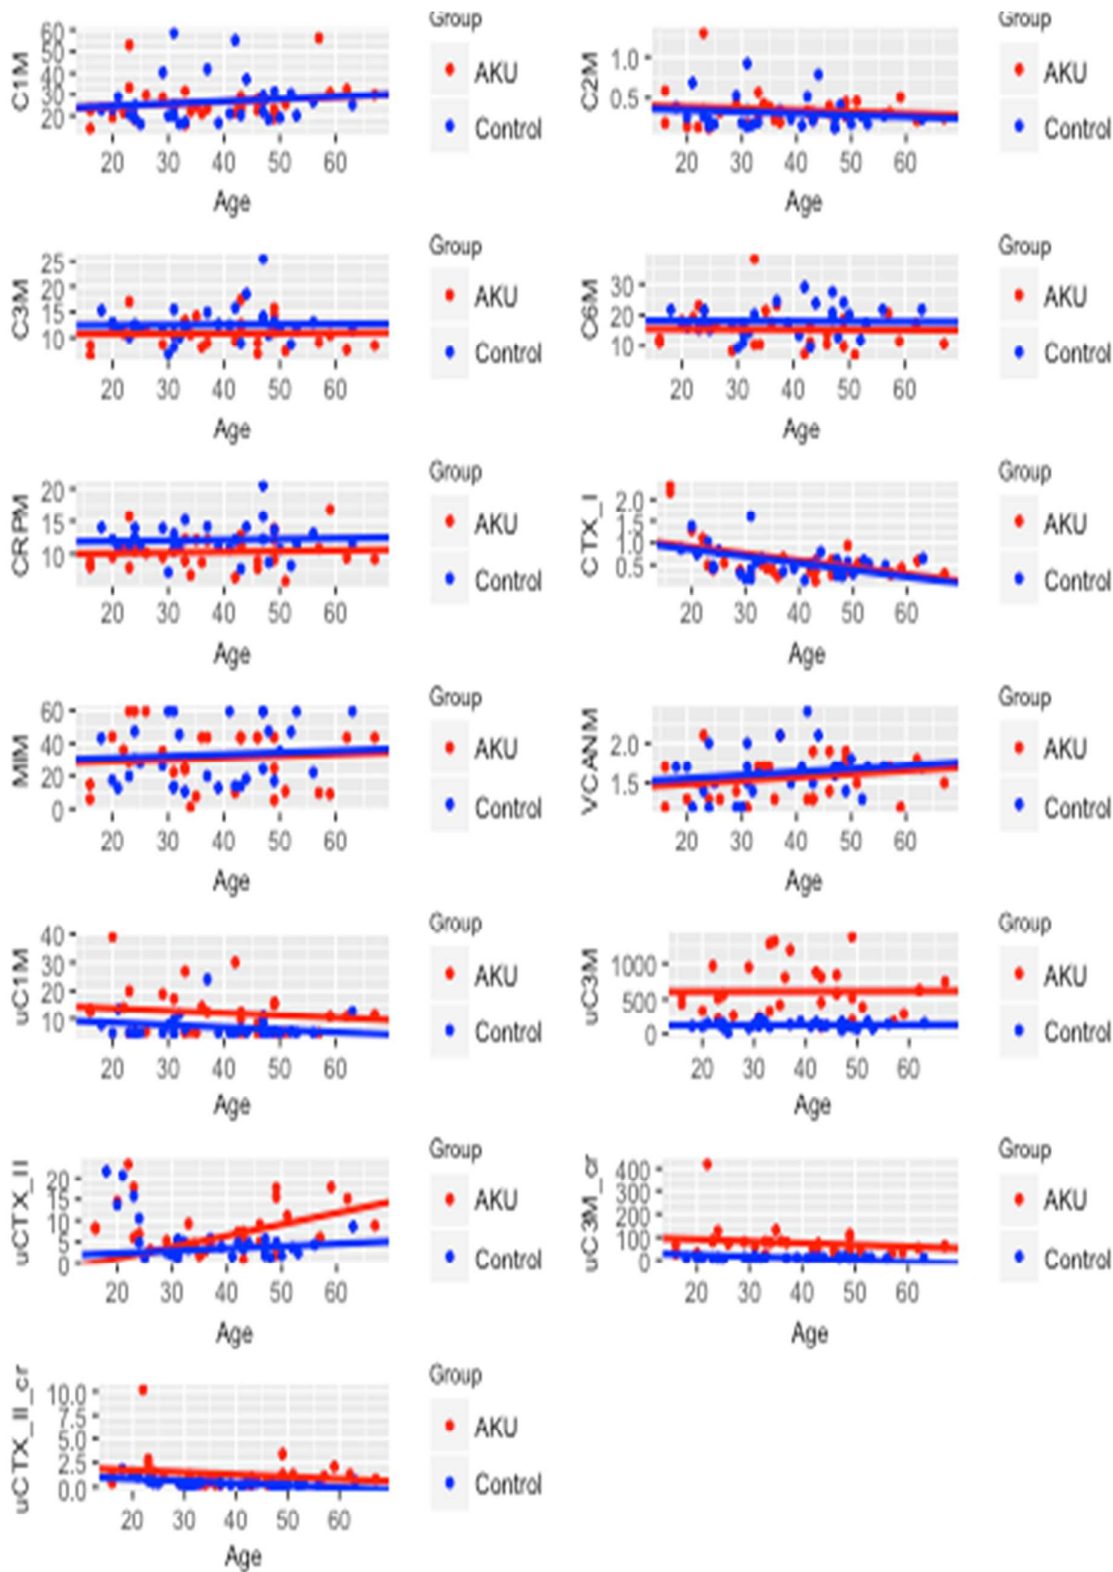 C1M
60
50
40
30
20
20 30 40 50 60
Age
Group
AKU
Control
C2M
1.0
0.5
20 30 40 50 60
Age
Group
AKU
Control
C3M
25
20
15
10
20 30 40 50 60
Age
Group
AKU
Control
C6M
30
20
10
20 30 40 50 60
Age
Group
AKU
Control
CRPM
20
15
10
20 30 40 50 60
Age
Group
AKU
Control
CTX_I
2.0
1.5
1.0
0.5
20 30 40 50 60
Age
Group
AKU
Control
MIM
60
40
20
0
20 30 40 50 60
Age
Group
AKU
Control
VCANM
2.0
1.5
20 30 40 50 60
Age
Group
AKU
Control
uC1M
40
30
20
10
20 30 40 50 60
Age
Group
AKU
Control
uC3M
1000
500
0
20 30 40 50 60
Age
Group
AKU
Control
uCTX_II
20
15
10
5
0
20 30 40 50 60
Age
Group
AKU
Control
uC3M_cr
400
300
200
100
0
20 30 40 50 60
Age
Group
AKU
Control
uCTX_II_cr
10.0
7.5
5.0
2.5
0.0
20 30 40 50 60
Age
Group
AKU
Control